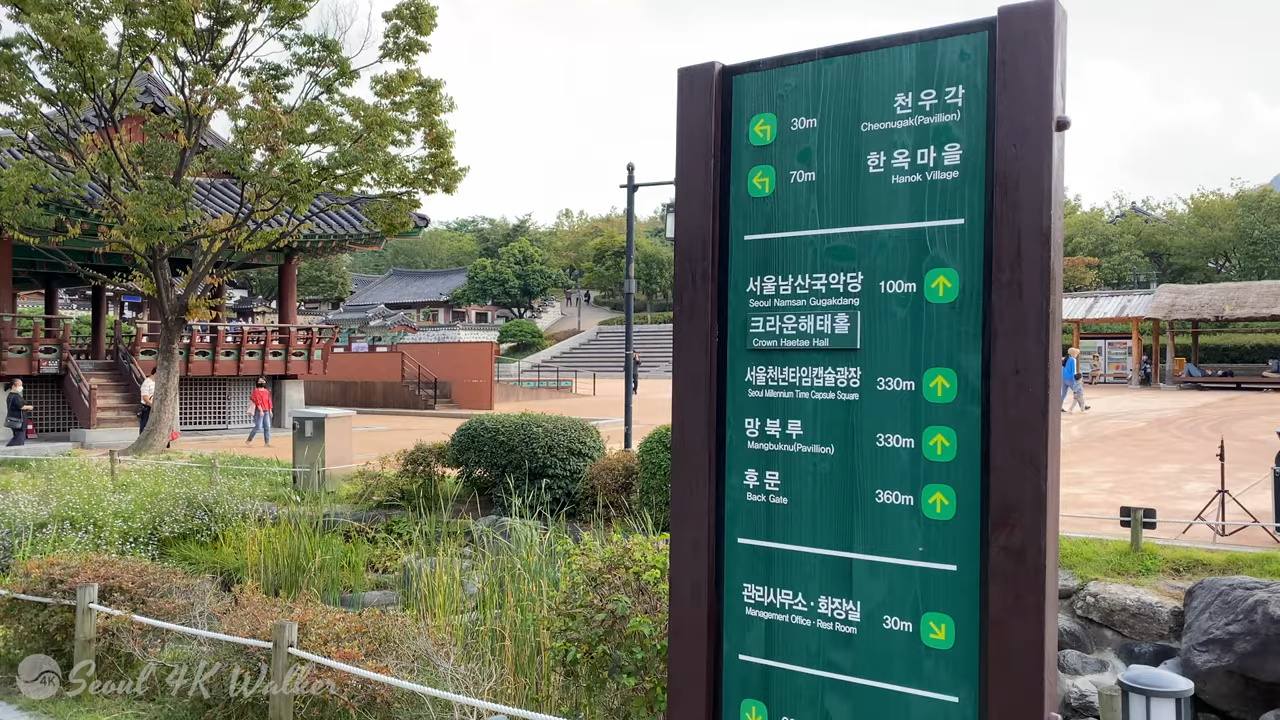 천우각
30m
Cheonugak(Pavillion)
한옥마을
70m
Hanok Village
서울남산국악당
Seoul Namsan Gugakdang
100m
크라운해태홀
Crown Haetae Hall
서울천년타임캡슐광장
Seoul Millennium Time Capsule Square
330m
망북루
Mangbuknu(Pavillion)
330m
후문
Back Gate
360m
관리사무소·화장실
Management Office·Rest Room
30m
4K
Seoul 4K Walker